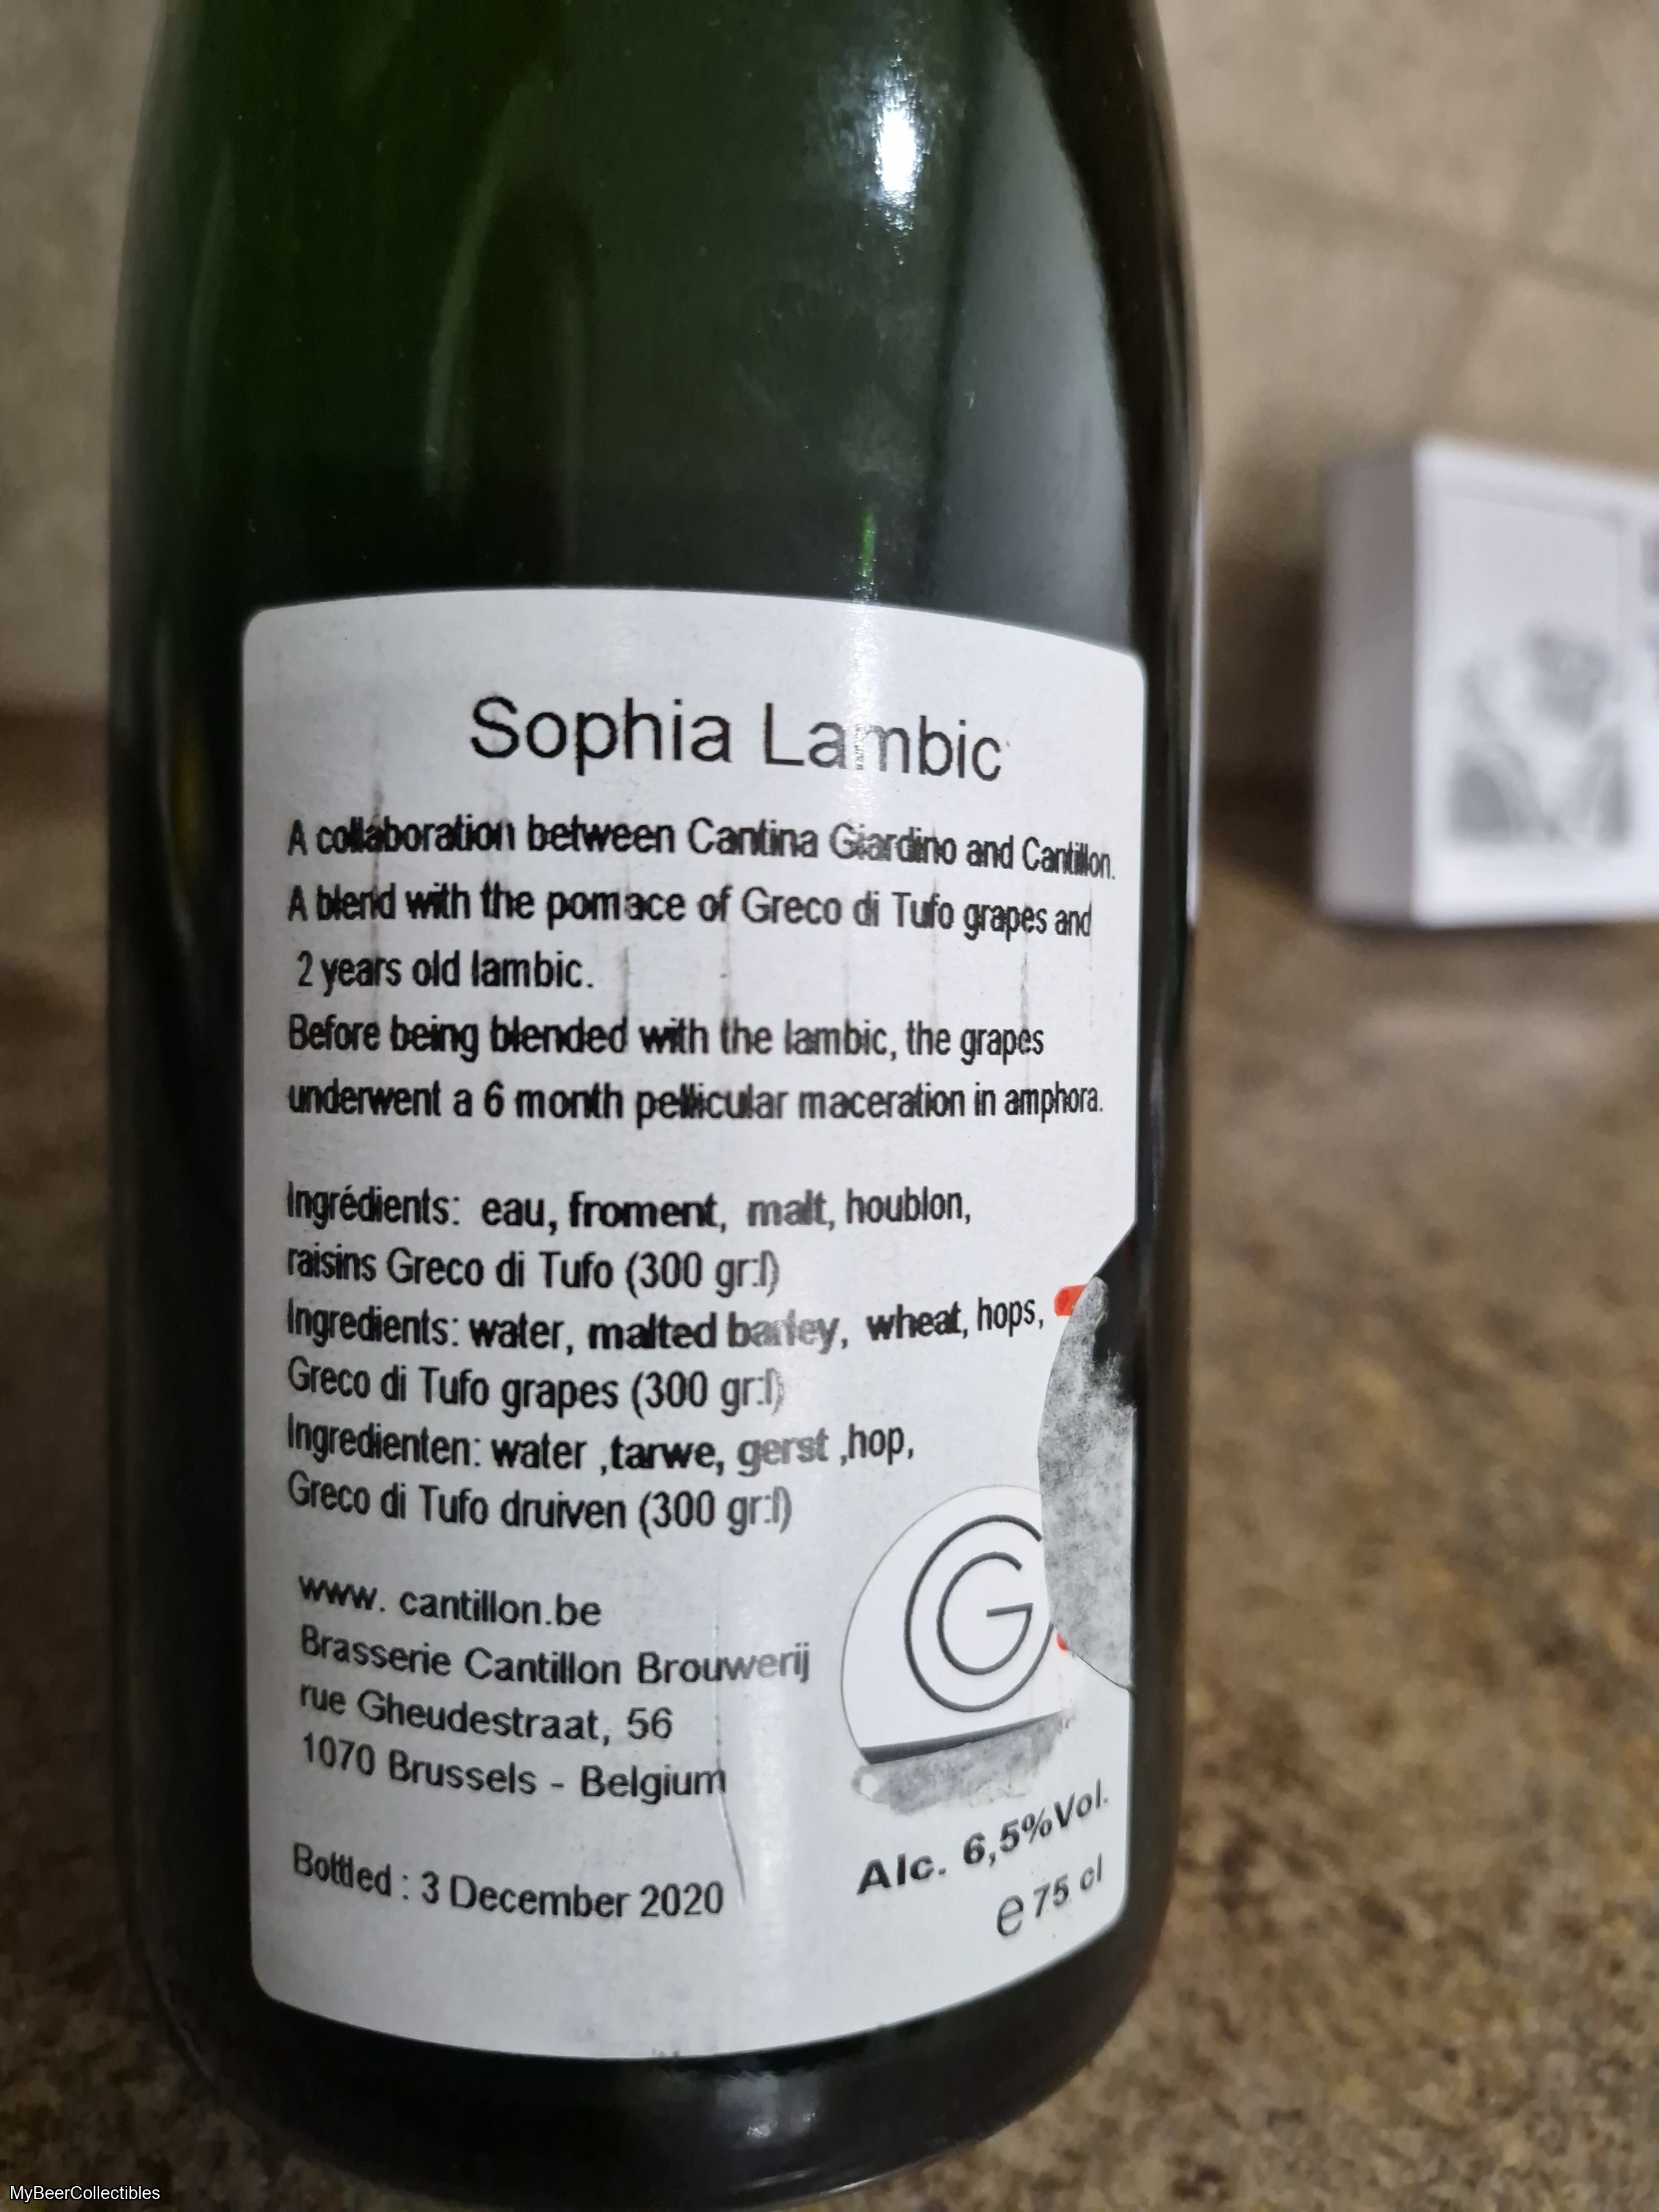 Sophia Lambic
A collaboration between Cantina Giardino and Cantillon.
A blend with the pomace of Greco di Tufo grapes and
2 years old lambic.
Before being blended with the lambic, the grapes
underwent a 6 month pellicular maceration in amphora.
Ingrédients: eau, froment, malt, houblon,
raisins Greco di Tufo (300 gr:l)
Ingredients: water, malted barley, wheat, hops,
Greco di Tufo grapes (300 gr:l)
Ingredienten: water ,tarwe, gerst ,hop,
Greco di Tufo druiven (300 gr:l)
www. cantillon.be
Brasserie Cantillon Brouwerij
rue Gheudestraat, 56
1070 Brussels - Belgium
Bottled : 3 December 2020
G
Alc. 6,5%Vol.
e 75 cl
MyBeerCollectibles